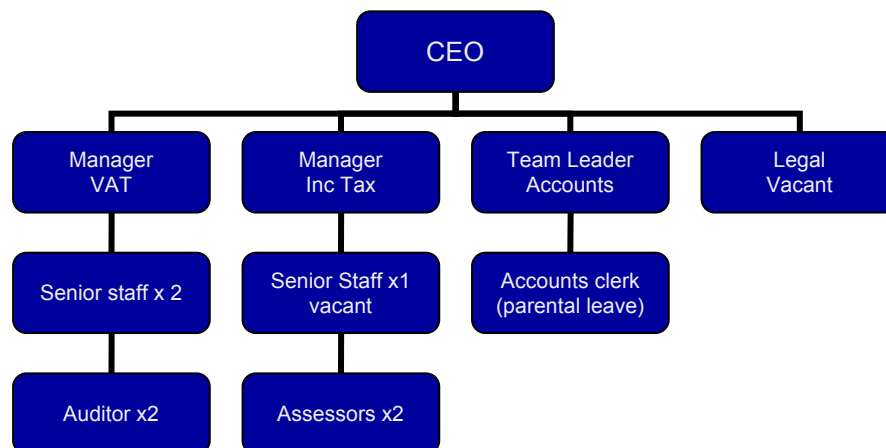 CEO
Manager
VAT
Manager
Inc Tax
Team Leader
Accounts
Legal
Vacant
Senior staff x 2
Senior Staff x1
vacant
Accounts clerk
(parental leave)
Auditor x2
Assessors x2